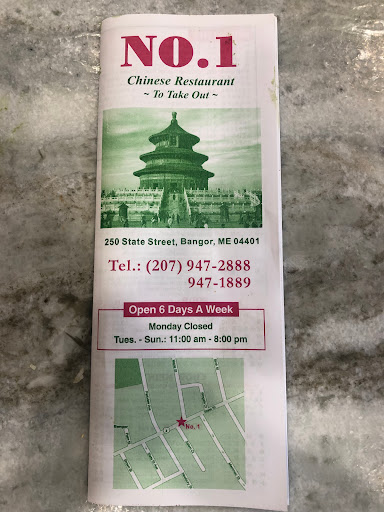 NO.1
Chinese Restaurant
~ To Take Out ~
250 State Street, Bangor, ME 04401
Tel.: (207) 947-2888
947-1889
Open 6 Days A Week
Monday Closed
Tues. - Sun.: 11:00 am - 8:00 pm
No.1